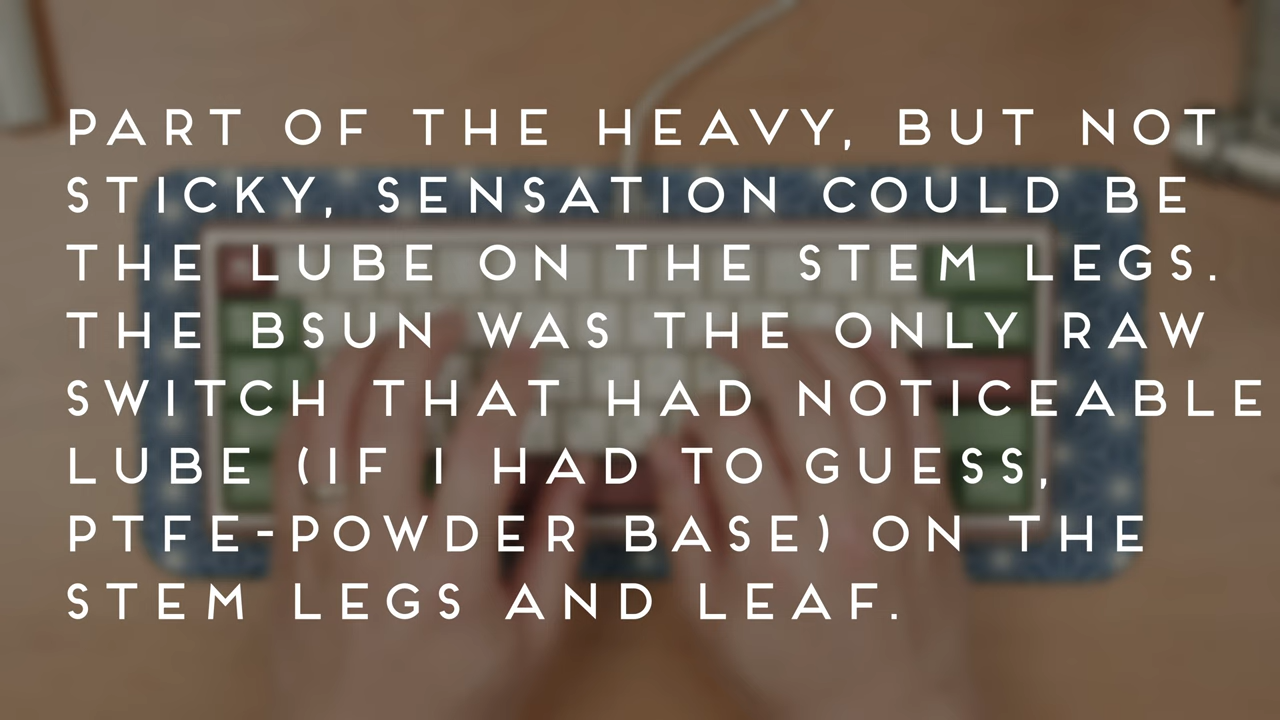 PART OF THE HEAVY, BUT NOT
STICKY, SENSATION COULD BE
THE LUBE ON THE STEM LEGS.
THE BSUN WAS THE ONLY RAW
SWITCH THAT HAD NOTICEABLE
LUBE (IF I HAD TO GUESS,
PTFE-POWDER BASE) ON THE
STEM LEGS AND LEAF.